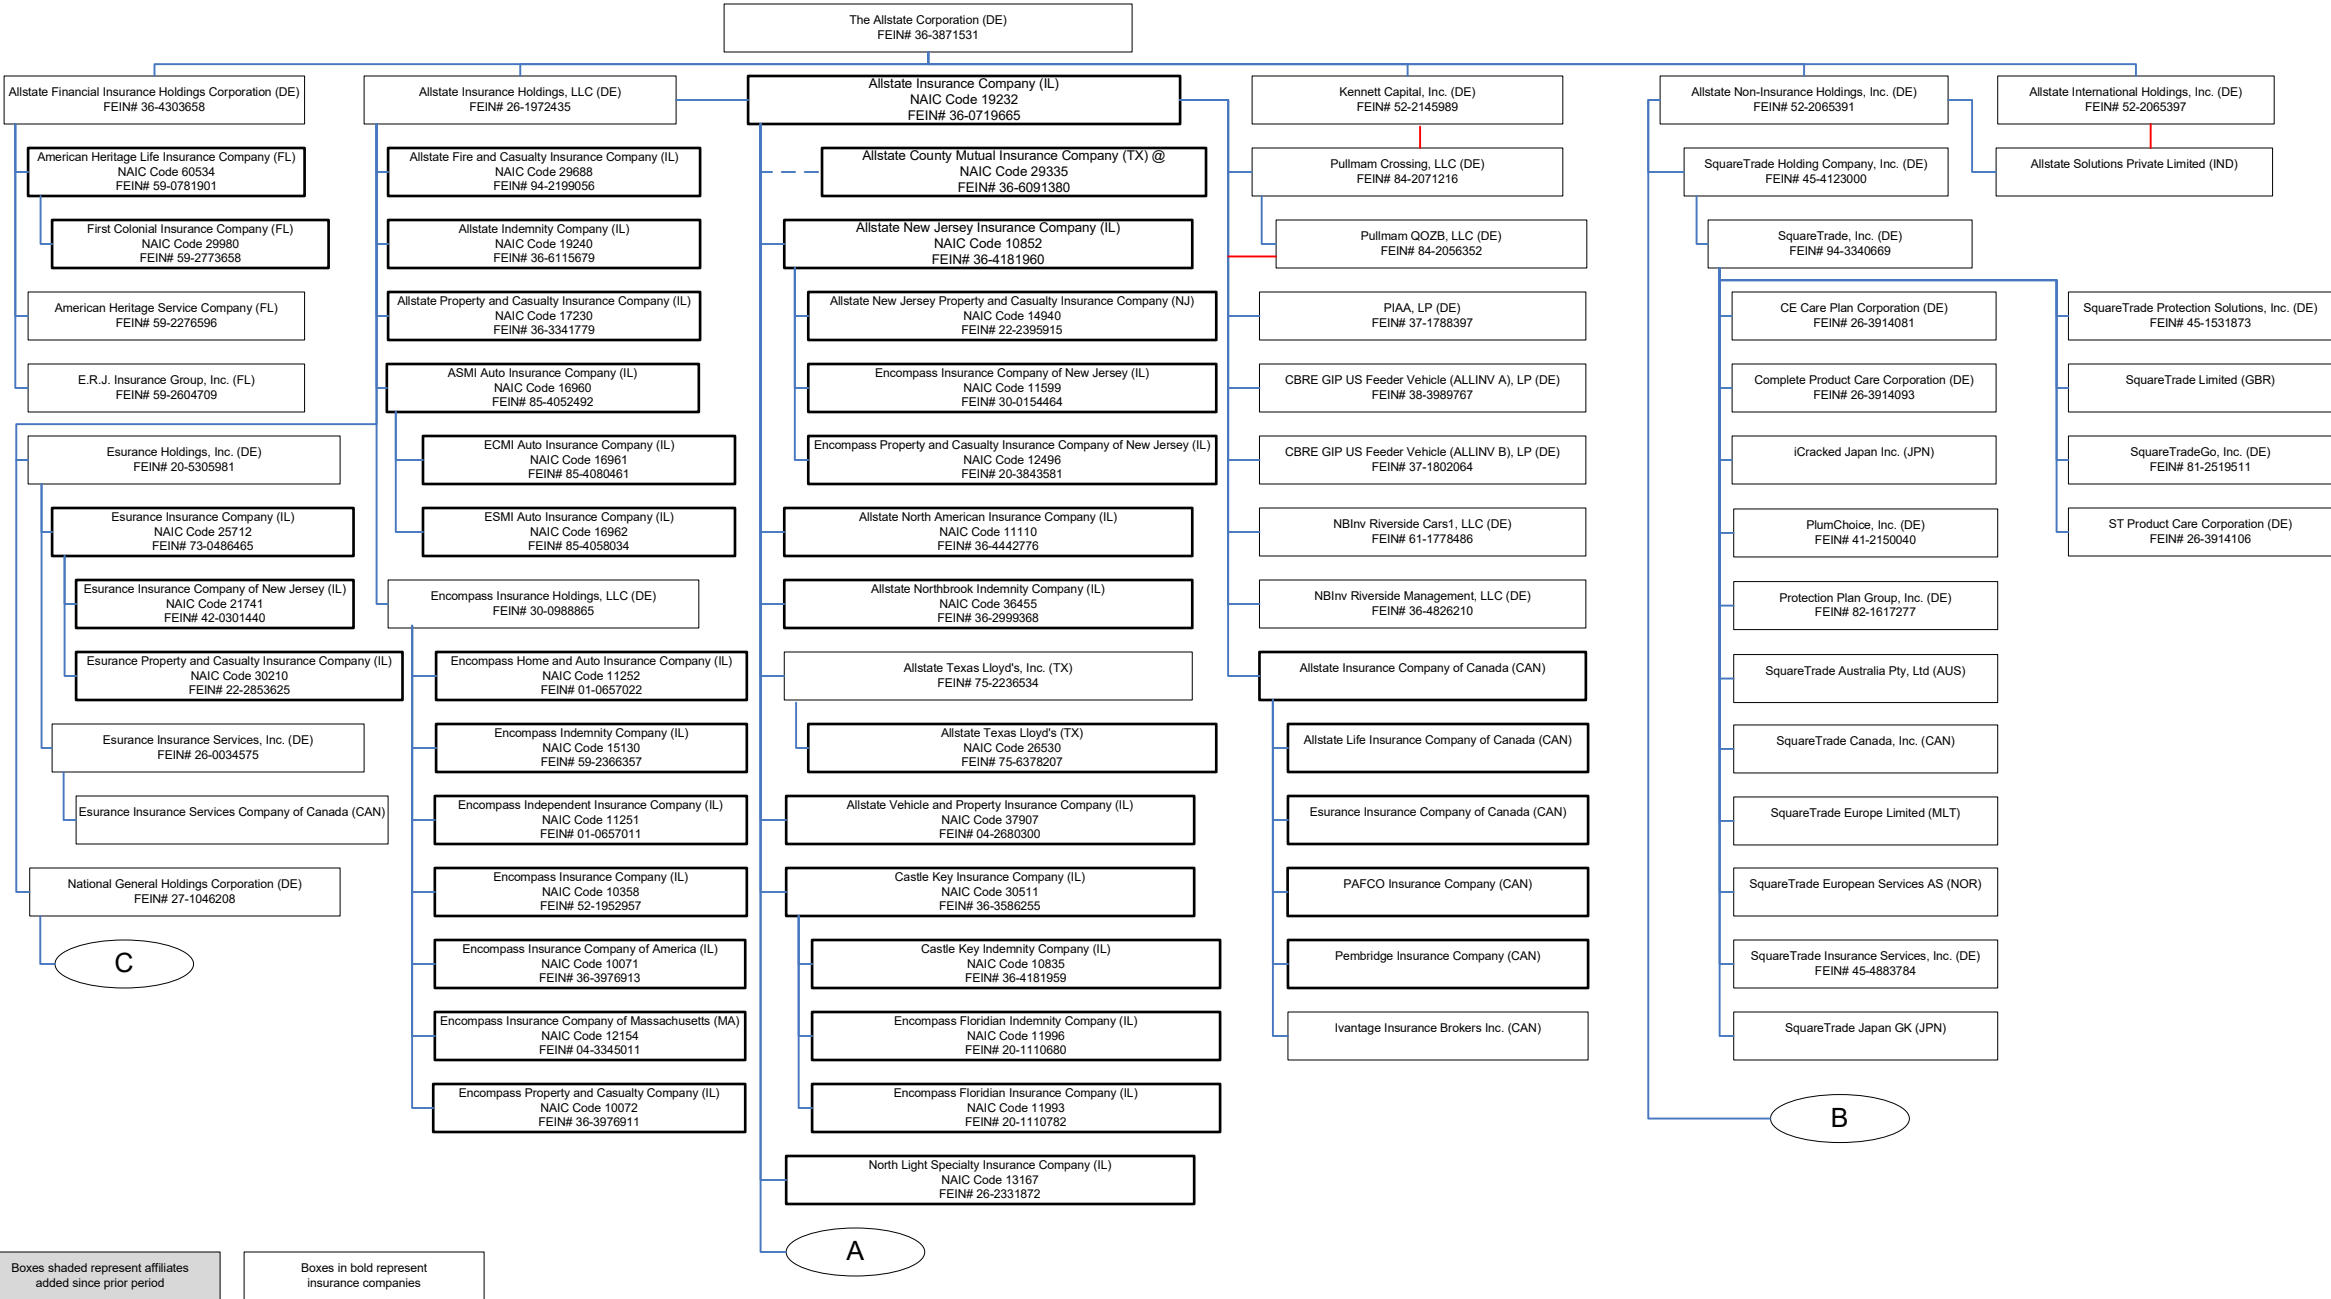 The Allstate Corporation (DE)
FEIN# 36-3871531
Allstate Financial Insurance Holdings Corporation (DE)
FEIN# 36-4303658
American Heritage Life Insurance Company (FL)
NAIC Code 60534
FEIN# 59-0781901
First Colonial Insurance Company (FL)
NAIC Code 29980
FEIN# 59-2773658
American Heritage Service Company (FL)
FEIN# 59-2276596
E.R.J. Insurance Group, Inc. (FL)
FEIN# 59-2604709
Esurance Holdings, Inc. (DE)
FEIN# 20-5305981
Esurance Insurance Company (IL)
NAIC Code 25712
FEIN# 73-0486465
Esurance Insurance Company of New Jersey (IL)
NAIC Code 21741
FEIN# 42-0301440
Esurance Property and Casualty Insurance Company (IL)
NAIC Code 30210
FEIN# 22-2853625
Esurance Insurance Services, Inc. (DE)
FEIN# 26-0034575
Esurance Insurance Services Company of Canada (CAN)
National General Holdings Corporation (DE)
FEIN# 27-1046208
C
Allstate Insurance Holdings, LLC (DE)
FEIN# 26-1972435
Allstate Fire and Casualty Insurance Company (IL)
NAIC Code 29688
FEIN# 94-2199056
Allstate Indemnity Company (IL)
NAIC Code 19240
FEIN# 36-6115679
Allstate Property and Casualty Insurance Company (IL)
NAIC Code 17230
FEIN# 36-3341779
ASMI Auto Insurance Company (IL)
NAIC Code 16960
FEIN# 85-4052492
ECMI Auto Insurance Company (IL)
NAIC Code 16961
FEIN# 85-4080461
ESMI Auto Insurance Company (IL)
NAIC Code 16962
FEIN# 85-4058034
Encompass Insurance Holdings, LLC (DE)
FEIN# 30-0988865
Encompass Home and Auto Insurance Company (IL)
NAIC Code 11252
FEIN# 01-0657022
Encompass Indemnity Company (IL)
NAIC Code 15130
FEIN# 59-2366357
Encompass Independent Insurance Company (IL)
NAIC Code 11251
FEIN# 01-0657011
Encompass Insurance Company (IL)
NAIC Code 10358
FEIN# 52-1952957
Encompass Insurance Company of America (IL)
NAIC Code 10071
FEIN# 36-3976913
Encompass Insurance Company of Massachusetts (MA)
NAIC Code 12154
FEIN# 04-3345011
Encompass Property and Casualty Company (IL)
NAIC Code 10072
FEIN# 36-3976911
Allstate Insurance Company (IL)
NAIC Code 19232
FEIN# 36-0719665
Allstate County Mutual Insurance Company (TX) @
NAIC Code 29335
FEIN# 36-6091380
Allstate New Jersey Insurance Company (IL)
NAIC Code 10852
FEIN# 36-4181960
Allstate New Jersey Property and Casualty Insurance Company (NJ)
NAIC Code 14940
FEIN# 22-2395915
Encompass Insurance Company of New Jersey (IL)
NAIC Code 11599
FEIN# 30-0154464
Encompass Property and Casualty Insurance Company of New Jersey (IL)
NAIC Code 12496
FEIN# 20-3843581
Allstate North American Insurance Company (IL)
NAIC Code 11110
FEIN# 36-4442776
Allstate Northbrook Indemnity Company (IL)
NAIC Code 36455
FEIN# 36-2999368
Allstate Texas Lloyd's, Inc. (TX)
FEIN# 75-2236534
Allstate Texas Lloyd's (TX)
NAIC Code 26530
FEIN# 75-6378207
Allstate Vehicle and Property Insurance Company (IL)
NAIC Code 37907
FEIN# 04-2680300
Castle Key Insurance Company (IL)
NAIC Code 30511
FEIN# 36-3586255
Castle Key Indemnity Company (IL)
NAIC Code 10835
FEIN# 36-4181959
Encompass Floridian Indemnity Company (IL)
NAIC Code 11996
FEIN# 20-1110680
Encompass Floridian Insurance Company (IL)
NAIC Code 11993
FEIN# 20-1110782
North Light Specialty Insurance Company (IL)
NAIC Code 13167
FEIN# 26-2331872
A
Kennett Capital, Inc. (DE)
FEIN# 52-2145989
Pullmam Crossing, LLC (DE)
FEIN# 84-2071216
Pullmam QOZB, LLC (DE)
FEIN# 84-2056352
PIAA, LP (DE)
FEIN# 37-1788397
CBRE GIP US Feeder Vehicle (ALLINV A), LP (DE)
FEIN# 38-3989767
CBRE GIP US Feeder Vehicle (ALLINV B), LP (DE)
FEIN# 37-1802064
NBInv Riverside Cars1, LLC (DE)
FEIN# 61-1778486
NBInv Riverside Management, LLC (DE)
FEIN# 36-4826210
Allstate Insurance Company of Canada (CAN)
Allstate Life Insurance Company of Canada (CAN)
Esurance Insurance Company of Canada (CAN)
PAFCO Insurance Company (CAN)
Pembridge Insurance Company (CAN)
Ivantage Insurance Brokers Inc. (CAN)
Allstate Non-Insurance Holdings, Inc. (DE)
FEIN# 52-2065391
SquareTrade Holding Company, Inc. (DE)
FEIN# 45-4123000
SquareTrade, Inc. (DE)
FEIN# 94-3340669
CE Care Plan Corporation (DE)
FEIN# 26-3914081
Complete Product Care Corporation (DE)
FEIN# 26-3914093
iCracked Japan Inc. (JPN)
PlumChoice, Inc. (DE)
FEIN# 41-2150040
Protection Plan Group, Inc. (DE)
FEIN# 82-1617277
SquareTrade Australia Pty, Ltd (AUS)
SquareTrade Canada, Inc. (CAN)
SquareTrade Europe Limited (MLT)
SquareTrade European Services AS (NOR)
SquareTrade Insurance Services, Inc. (DE)
FEIN# 45-4883784
SquareTrade Japan GK (JPN)
B
Allstate International Holdings, Inc. (DE)
FEIN# 52-2065397
Allstate Solutions Private Limited (IND)
SquareTrade Protection Solutions, Inc. (DE)
FEIN# 45-1531873
SquareTrade Limited (GBR)
SquareTradeGo, Inc. (DE)
FEIN# 81-2519511
ST Product Care Corporation (DE)
FEIN# 26-3914106
Boxes shaded represent affiliates
added since prior period
Boxes in bold represent
insurance companies